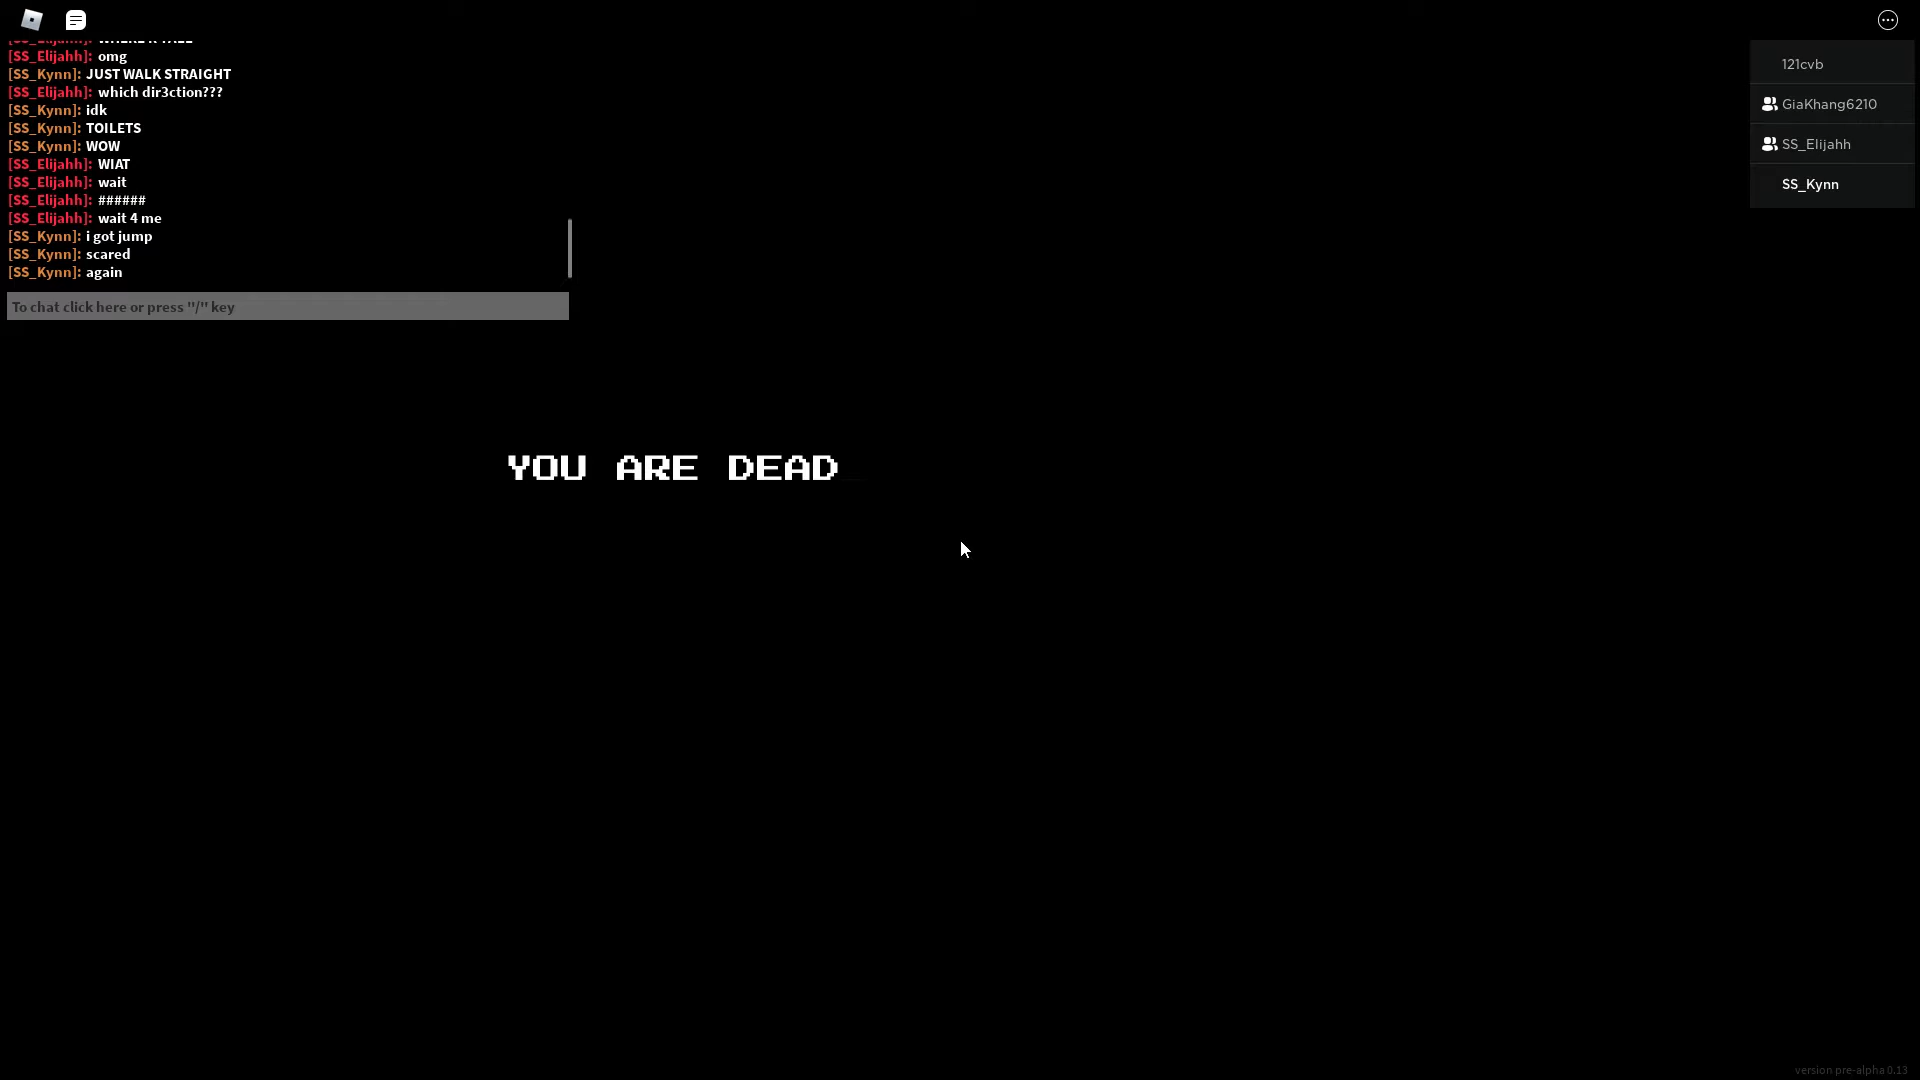 [SS_Elijahh]: omg
[SS_Kynn]: JUST WALK STRAIGHT
[SS_Elijahh]: which dir3ction???
[SS_Kynn]: idk
[SS_Kynn]: TOILETS
[SS_Kynn]: WOW
[SS_Elijahh]: WIAT
[SS_Elijahh]: wait
[SS_Elijahh]: ######
[SS_Elijahh]: wait 4 me
[SS_Kynn]: i got jump
[SS_Kynn]: scared
[SS_Kynn]: again
To chat click here or press "/" key
121cvb
GiaKhang6210
SS_Elijahh
SS_Kynn
YOU ARE DEAD_
version pre-alpha 0.13